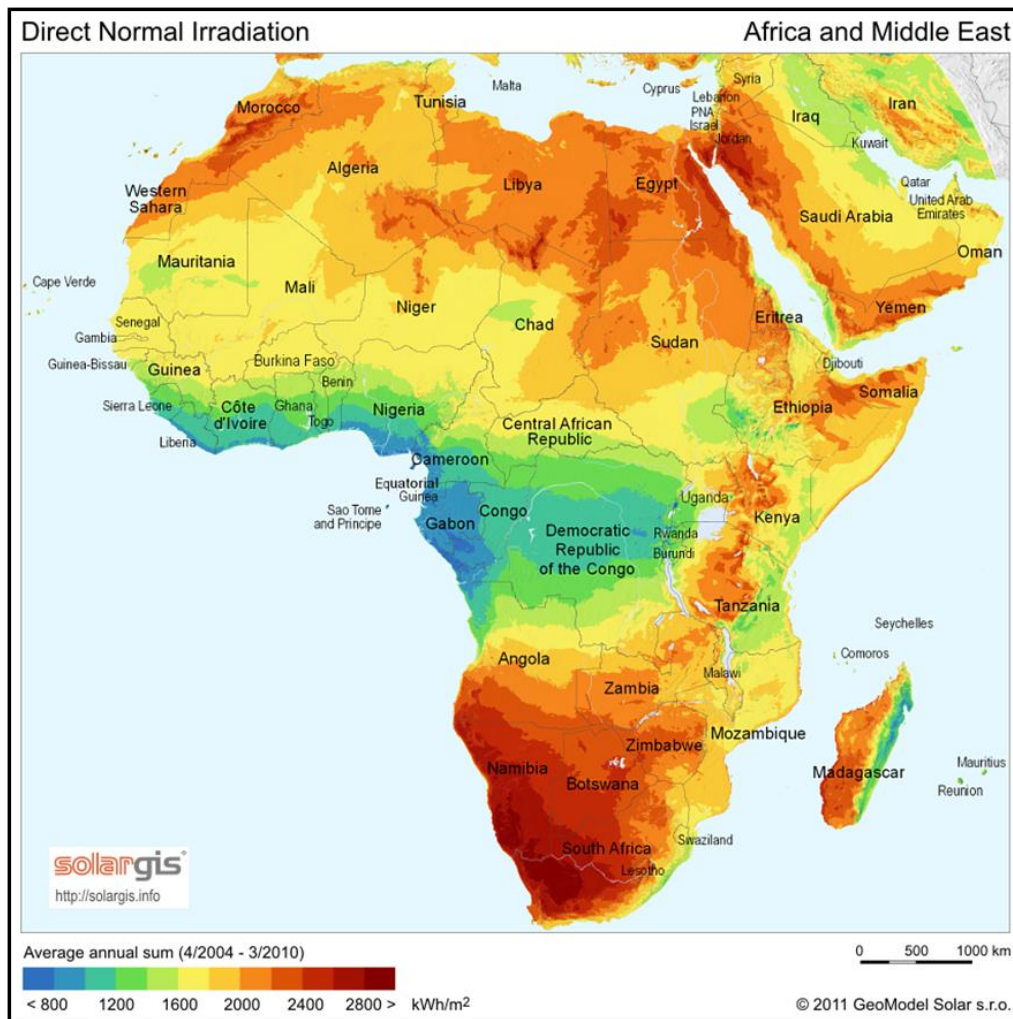 Direct Normal Irradiation
Africa and Middle East
Malta
Cyprus
Syria
Lebanon
PNA
Israel
Jordan
Iraq
Iran
Kuwait
Morocco
Tunisia
Algeria
Libya
Egypt
Qatar
United Arab
Emirates
Western
Sahara
Saudi Arabia
Oman
Mauritania
Cape Verde
Mali
Niger
Chad
Sudan
Eritrea
Yemen
Senegal
Gambia
Guinea-Bissau
Guinea
Burkina Faso
Djibouti
Benin
Sierra Leone
Côte
d'Ivoire
Ghana
Togo
Nigeria
Ethiopia
Somalia
Liberia
Central African
Republic
Cameroon
Equatorial
Guinea
Sao Tome
and Principe
Gabon
Congo
Uganda
Kenya
Democratic
Republic
of the Congo
Rwanda
Burundi
Tanzania
Seychelles
Comoros
Angola
Malawi
Zambia
Mozambique
Zimbabwe
Namibia
Botswana
Madagascar
Mauritius
Reunion
Swaziland
South Africa
Lesotho
solargis
http://solargis.info
Average annual sum (4/2004 - 3/2010)
0 500 1000 km
< 800 1200 1600 2000 2400 2800 > kWh/m²
© 2011 GeoModel Solar s.r.o.